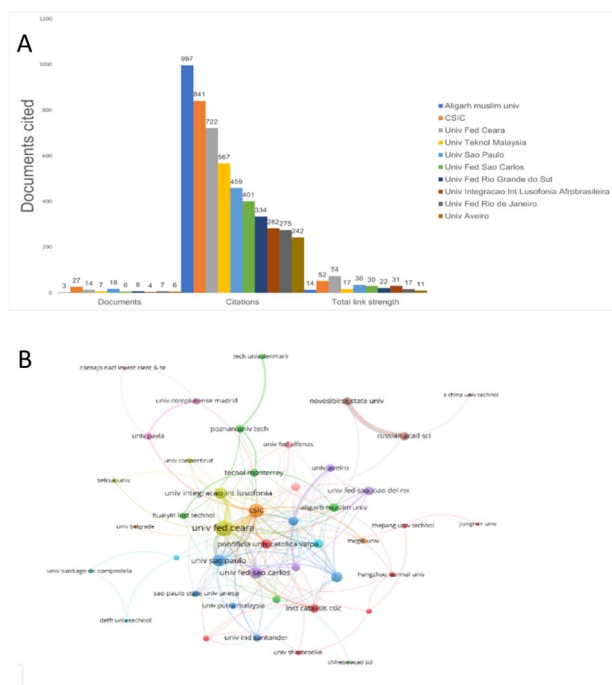 A
1200
1000
800
600
400
200
0
Documents cited
3 27 14 7 18 6 8 4 7 6
997 841 722 567 459 401 334 282 275 242
14 52 74 17 36 30 22 31 17 11
Documents Citations Total link strength
Aligarh muslim univ
CSIC
Univ Fed Ceara
Univ Teknol Malaysia
Univ Sao Paulo
Univ Fed Sao Carlos
Univ Fed Rio Grande do Sul
Univ Integracao Int Lusofonia Afrobrasileira
Univ Fed Rio de Janeiro
Univ Aveiro
B
tech univ denmark
consejo nacl invest cient & te
univ complutense madrid
novosibirsk state univ
s china univ technol
poznan univ tech
univ pavia
univ fed alfenas
russian acad sci
univ connecticut
tecnol monterrey
univ aveiro
selcuk univ
univ integracao int lusofonia
univ fed sao joao del rei
huaiyin inst technol
csic
aligarh muslim univ
univ belgrade
univ fed ceara
zhejiang univ technol
jiangnan univ
pontificia univ catolica valpa
mcgill univ
univ santiago de compostela
univ sao paulo
univ fed sao carlos
hangzhou normal univ
sao paulo state univ unesp
delft univ technol
univ putra malaysia
inst catalysis csic
univ ind santander
univ sherbrooke
chinese acad sci